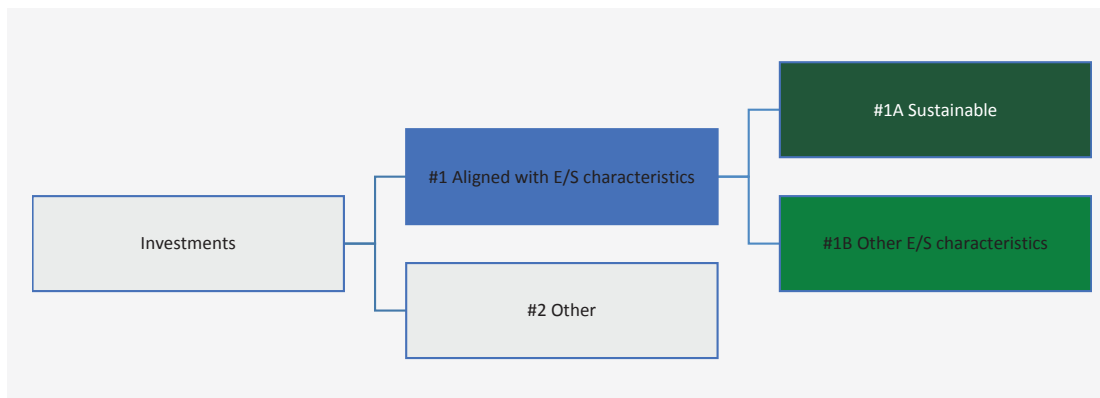 #1A Sustainable
#1 Aligned with E/S characteristics
Investments
#1B Other E/S characteristics
#2 Other